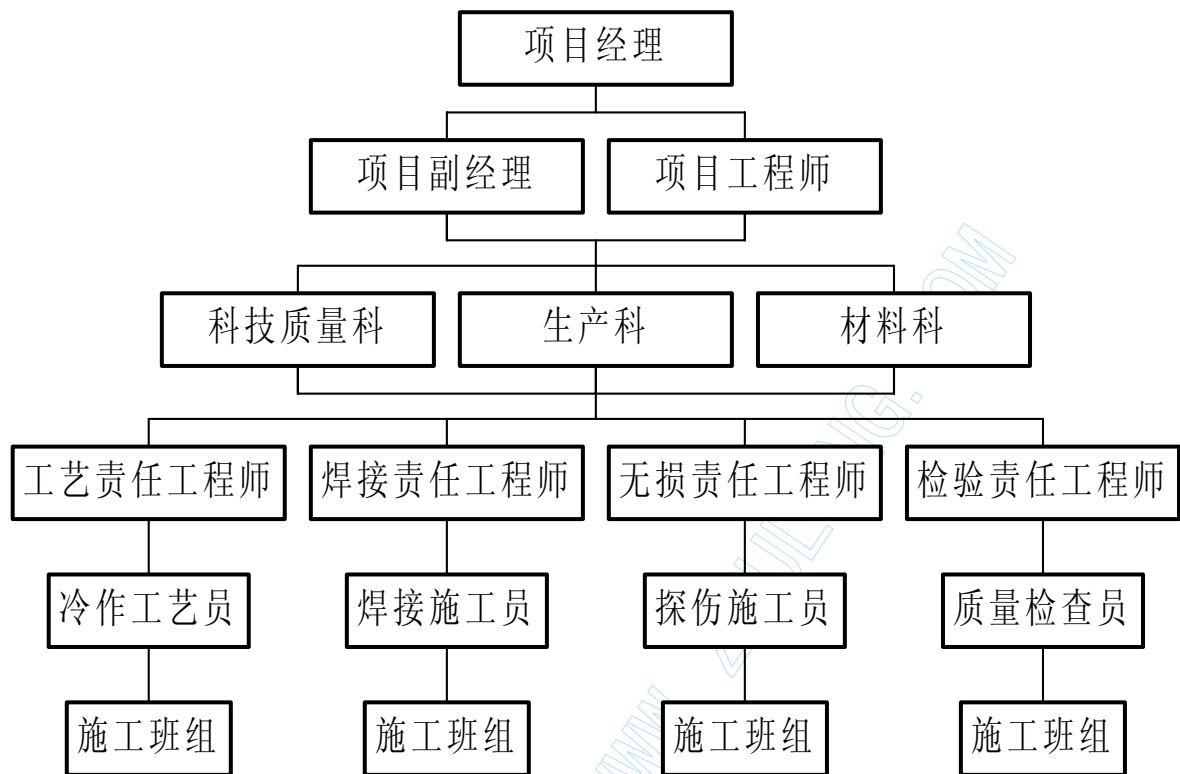 项目经理
项目副经理 项目工程师
科技质量科 生产科 材料科
工艺责任工程师 焊接责任工程师 无损责任工程师 检验责任工程师
冷作工艺员 焊接施工员 探伤施工员 质量检查员
施工班组 施工班组 施工班组 施工班组